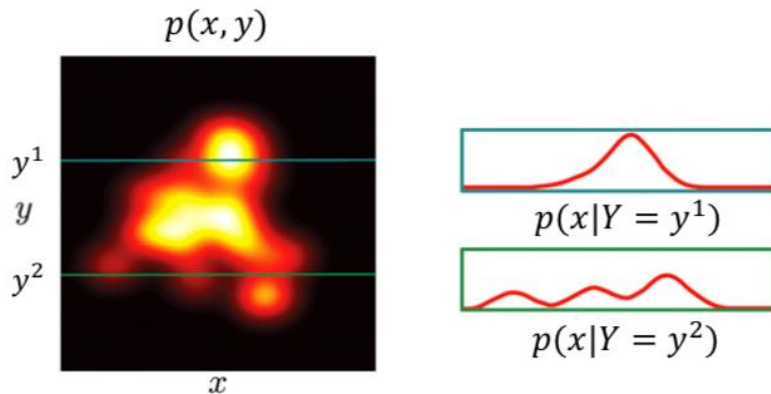 p(x, y)
y¹
y
y²
x
p(x|Y = y¹)
p(x|Y = y²)